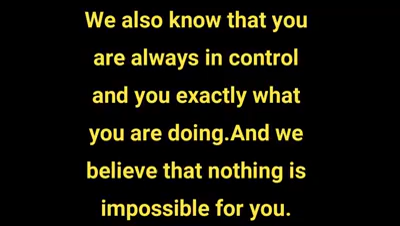 We also know that you
are always in control
and you exactly what
you are doing.And we
believe that nothing is
impossible for you.